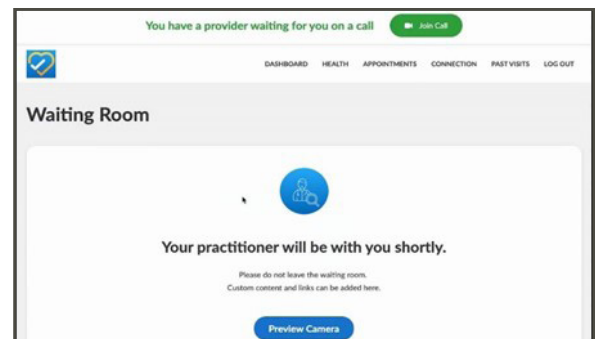 You have a provider waiting for you on a call Join Call
DASHBOARD HEALTH APPOINTMENTS CONNECTION PAST VISITS LOG OUT
Waiting Room
Your practitioner will be with you shortly.
Please do not leave the waiting room.
Custom content and links can be added here.
Preview Camera